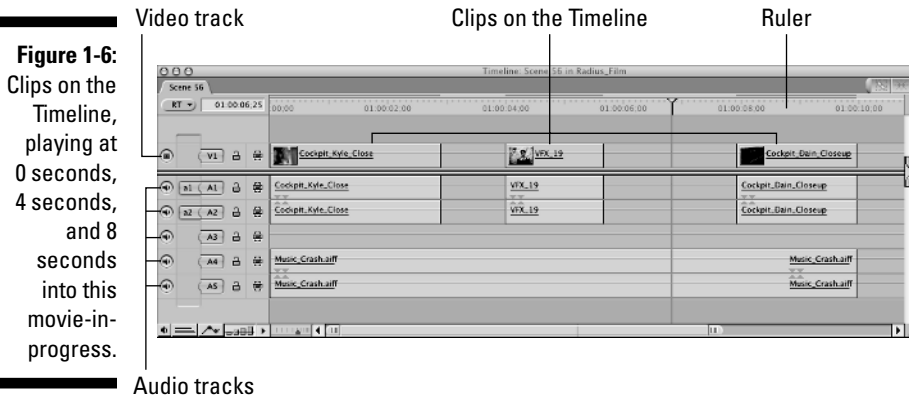 Video track
Clips on the Timeline
Ruler
Figure 1-6:
Clips on the
Timeline,
playing at
0 seconds,
4 seconds,
and 8
seconds
into this
movie-in-
progress.
Timeline: Scene 56 in Radius_Film
Scene 56
RT 01:00:06;25 00;00 01:00:02;00 01:00:04;00 01:00:06;00 01:00:08;00 01:00:10;00
V1 Cockpit_Kyle_Close VFX_19 Cockpit_Dain_Closeup
a1 A1 Cockpit_Kyle_Close VFX_19 Cockpit_Dain_Closeup
a2 A2 Cockpit_Kyle_Close VFX_19 Cockpit_Dain_Closeup
A3
A4 Music_Crash.aiff Music_Crash.aiff
A5 Music_Crash.aiff Music_Crash.aiff
Audio tracks